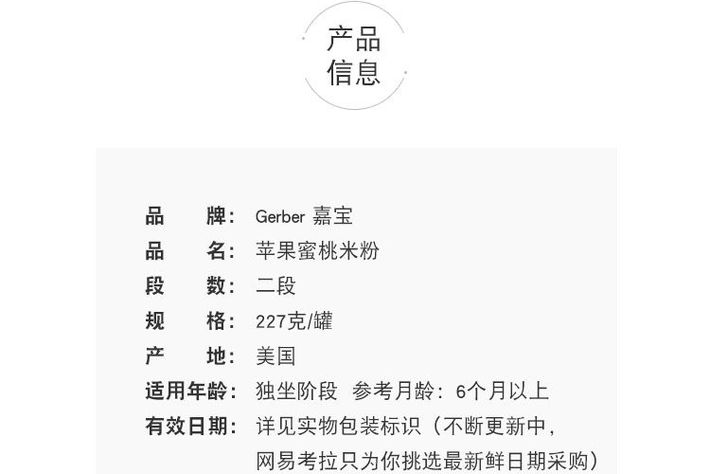 产品
信息
品 牌： Gerber 嘉宝
品 名： 苹果蜜桃米粉
段 数： 二段
规 格： 227克/罐
产 地： 美国
适用年龄： 独坐阶段 参考月龄：6个月以上
有效日期： 详见实物包装标识（不断更新中，
网易考拉只为你挑选最新鲜日期采购）